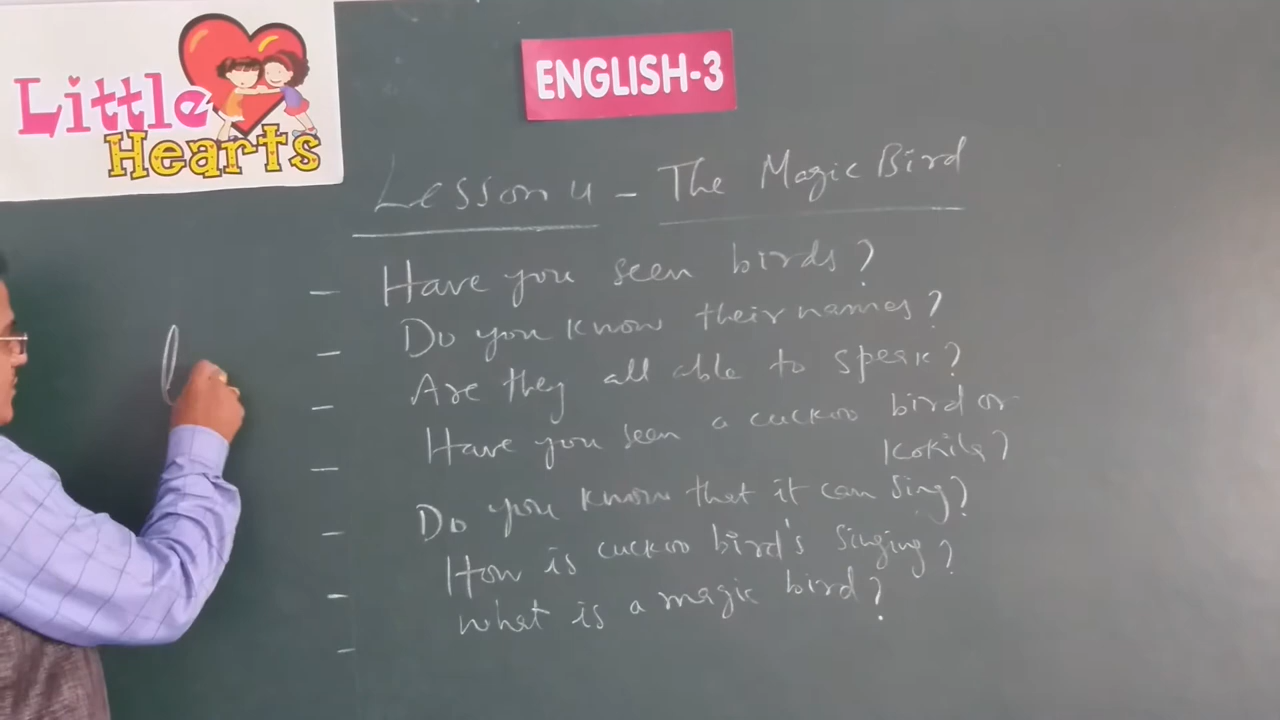 Little
Hearts
ENGLISH-3
Lesson 4 - The Magic Bird
- Have you seen birds?
- Do you know their names?
- Are they all able to speak?
- Have you seen a cuckoo bird or
Kokila?
- Do you know that it can sing?
- How is cuckoo bird's singing?
- What is a magic bird?